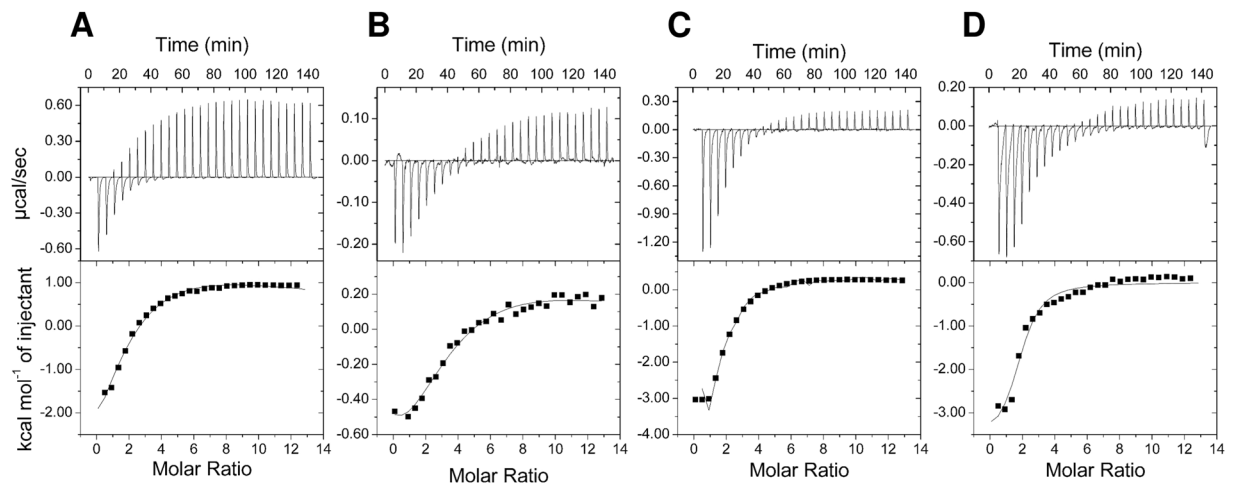 A B C D
Time (min) Time (min) Time (min) Time (min)
0 20 40 60 80 100 120 140
0 20 40 60 80 100 120 140
0 20 40 60 80 100 120 140
0 20 40 60 80 100 120 140
µcal/sec
0.60
0.30
0.00
-0.30
-0.60
0.10
0.00
-0.10
-0.20
0.30
0.00
-0.30
-0.60
-0.90
-1.20
0.20
0.00
-0.20
-0.40
-0.60
kcal mol⁻¹ of injectant
1.00
0.00
-1.00
-2.00
0.20
0.00
-0.20
-0.40
-0.60
0.00
-1.00
-2.00
-3.00
-4.00
0.00
-1.00
-2.00
-3.00
0 2 4 6 8 10 12 14
0 2 4 6 8 10 12 14
0 2 4 6 8 10 12 14
0 2 4 6 8 10 12 14
Molar Ratio Molar Ratio Molar Ratio Molar Ratio